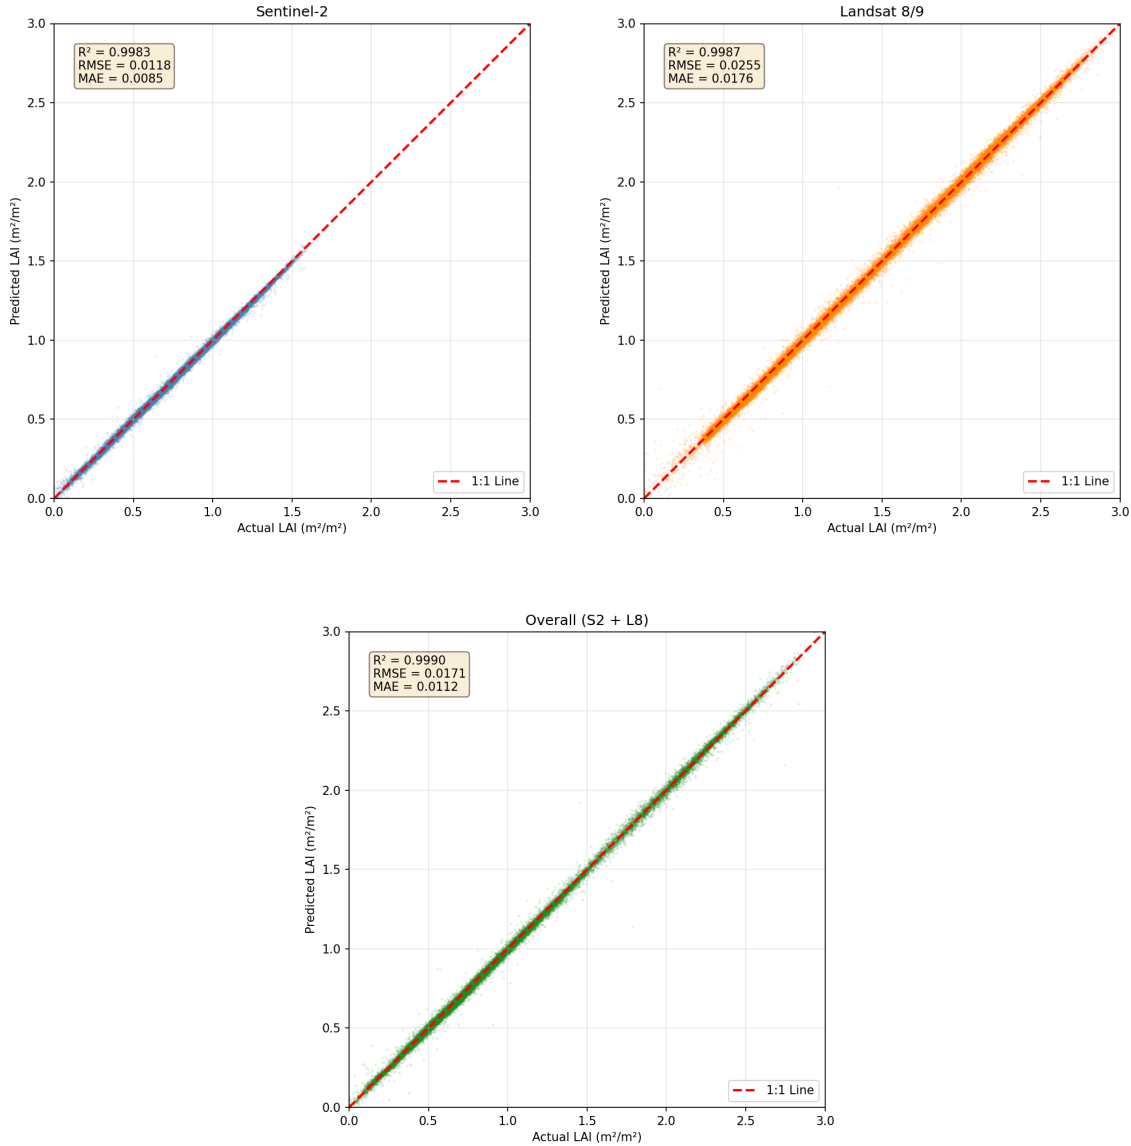 Sentinel-2
3.0
2.5
2.0
1.5
1.0
0.5
0.0
Predicted LAI (m²/m²)
R² = 0.9983
RMSE = 0.0118
MAE = 0.0085
1:1 Line
0.0 0.5 1.0 1.5 2.0 2.5 3.0
Actual LAI (m²/m²)
Landsat 8/9
3.0
2.5
2.0
1.5
1.0
0.5
0.0
Predicted LAI (m²/m²)
R² = 0.9987
RMSE = 0.0255
MAE = 0.0176
1:1 Line
0.0 0.5 1.0 1.5 2.0 2.5 3.0
Actual LAI (m²/m²)
Overall (S2 + L8)
3.0
2.5
2.0
1.5
1.0
0.5
0.0
Predicted LAI (m²/m²)
R² = 0.9990
RMSE = 0.0171
MAE = 0.0112
1:1 Line
0.0 0.5 1.0 1.5 2.0 2.5 3.0
Actual LAI (m²/m²)